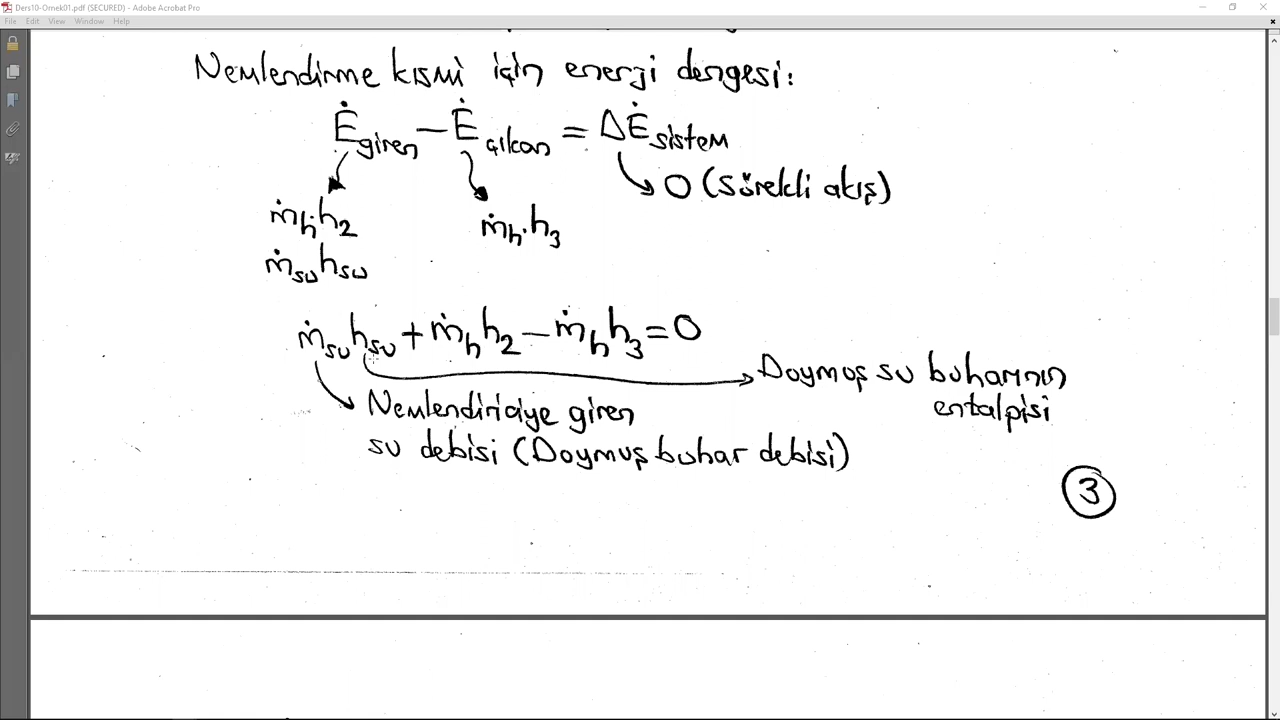 Ders10-Ornek01.pdf (SECURED) - Adobe Acrobat Pro
File Edit View Window Help
Nemlendirme kısmı için enerji dengesi:
Ėgiren − Ėçıkan = ΔĖsistem
0 (Sürekli akış)
ṁh.h2
ṁh.h3
ṁsu hsu
ṁsu hsu + ṁh h2 − ṁh h3 = 0
Doymuş su buharının
entalpisi
Nemlendiriciye giren
su debisi (Doymuş buhar debisi)
3